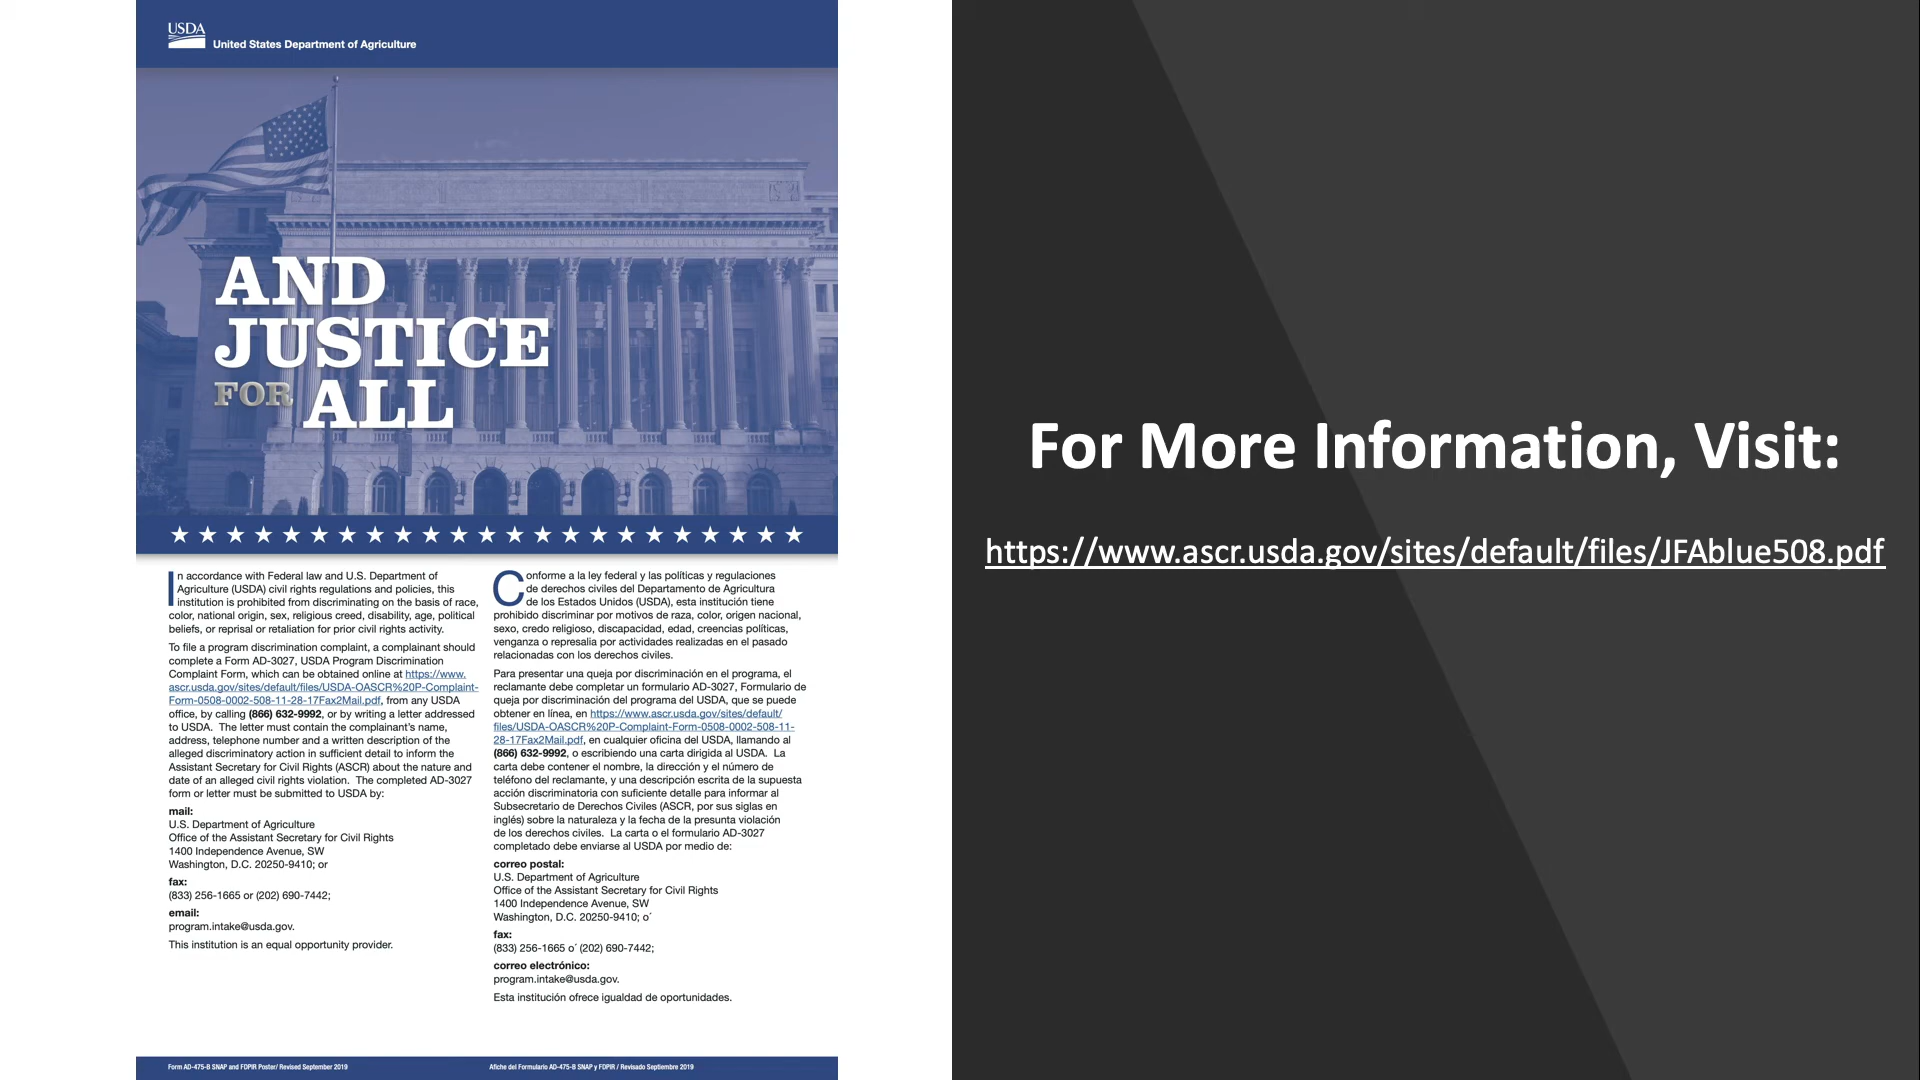 USDA
United States Department of Agriculture
AND
JUSTICE
FOR ALL
In accordance with Federal law and U.S. Department of
Agriculture (USDA) civil rights regulations and policies, this
institution is prohibited from discriminating on the basis of race,
color, national origin, sex, religious creed, disability, age, political
beliefs, or reprisal or retaliation for prior civil rights activity.
To file a program discrimination complaint, a complainant should
complete a Form AD-3027, USDA Program Discrimination
Complaint Form, which can be obtained online at https://www.
ascr.usda.gov/sites/default/files/USDA-OASCR%20P-Complaint-
Form-0508-0002-508-11-28-17Fax2Mail.pdf, from any USDA
office, by calling (866) 632-9992, or by writing a letter addressed
to USDA. The letter must contain the complainant's name,
address, telephone number and a written description of the
alleged discriminatory action in sufficient detail to inform the
Assistant Secretary for Civil Rights (ASCR) about the nature and
date of an alleged civil rights violation. The completed AD-3027
form or letter must be submitted to USDA by:
mail:
U.S. Department of Agriculture
Office of the Assistant Secretary for Civil Rights
1400 Independence Avenue, SW
Washington, D.C. 20250-9410; or
fax:
(833) 256-1665 or (202) 690-7442;
email:
program.intake@usda.gov.
This institution is an equal opportunity provider.
Conforme a la ley federal y las políticas y regulaciones
de derechos civiles del Departamento de Agricultura
de los Estados Unidos (USDA), esta institución tiene
prohibido discriminar por motivos de raza, color, origen nacional,
sexo, credo religioso, discapacidad, edad, creencias políticas,
venganza o represalia por actividades realizadas en el pasado
relacionadas con los derechos civiles.
Para presentar una queja por discriminación en el programa, el
reclamante debe completar un formulario AD-3027, Formulario de
queja por discriminación del programa del USDA, que se puede
obtener en línea, en https://www.ascr.usda.gov/sites/default/
files/USDA-OASCR%20P-Complaint-Form-0508-0002-508-11-
28-17Fax2Mail.pdf, en cualquier oficina del USDA, llamando al
(866) 632-9992, o escribiendo una carta dirigida al USDA. La
carta debe contener el nombre, la dirección y el número de
teléfono del reclamante, y una descripción escrita de la supuesta
acción discriminatoria con suficiente detalle para informar al
Subsecretario de Derechos Civiles (ASCR, por sus siglas en
inglés) sobre la naturaleza y la fecha de la presunta violación
de los derechos civiles. La carta o el formulario AD-3027
completado debe enviarse al USDA por medio de:
correo postal:
U.S. Department of Agriculture
Office of the Assistant Secretary for Civil Rights
1400 Independence Avenue, SW
Washington, D.C. 20250-9410; o´
fax:
(833) 256-1665 o´ (202) 690-7442;
correo electrónico:
program.intake@usda.gov.
Esta institución ofrece igualdad de oportunidades.
Form AD-475-B SNAP and FDPIR Poster/ Revised September 2019
Afiche del Formulario AD-475-B SNAP y FDPIR / Revisado Septiembre 2019
For More Information, Visit:
https://www.ascr.usda.gov/sites/default/files/JFAblue508.pdf